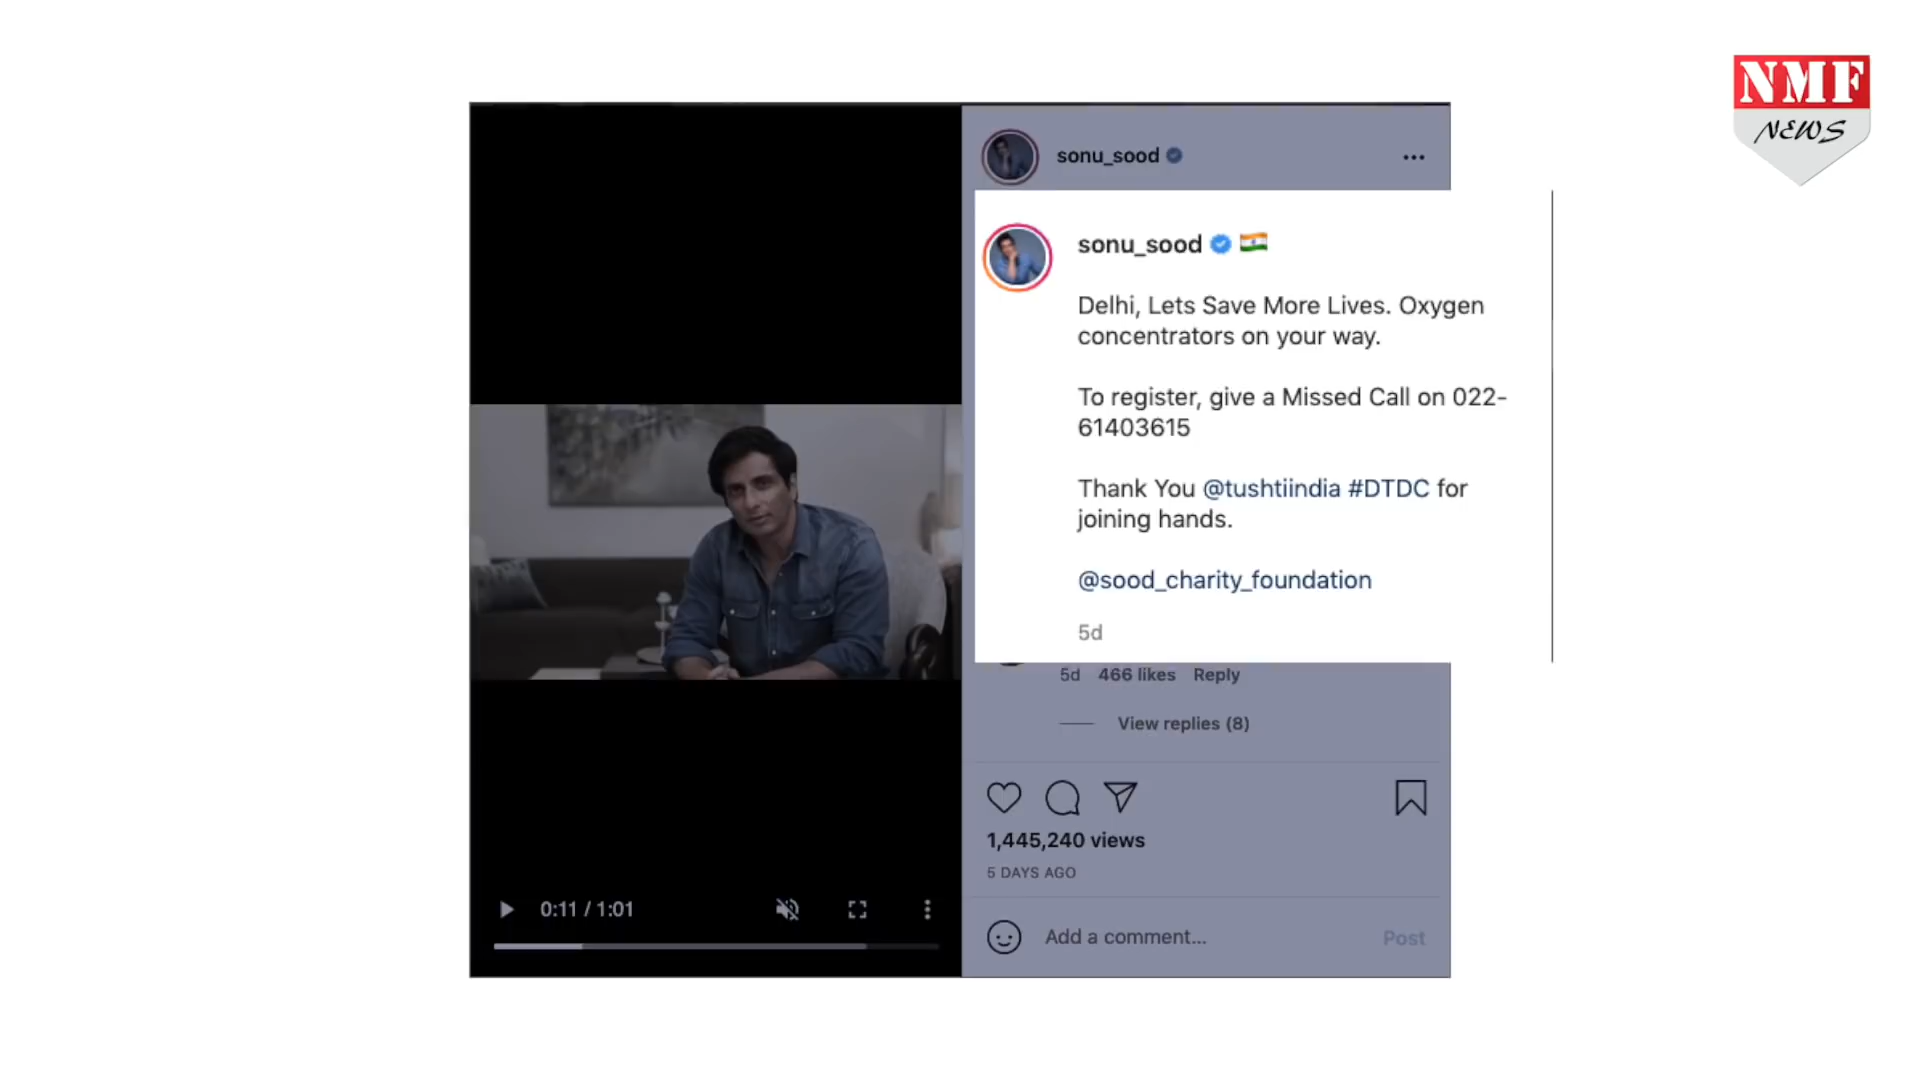 NMF
NEWS
sonu_sood
sonu_sood
Delhi, Lets Save More Lives. Oxygen
concentrators on your way.
To register, give a Missed Call on 022-
61403615
Thank You @tushtiindia #DTDC for
joining hands.
@sood_charity_foundation
5d
5d 466 likes Reply
View replies (8)
1,445,240 views
5 DAYS AGO
0:11 / 1:01
Add a comment... Post